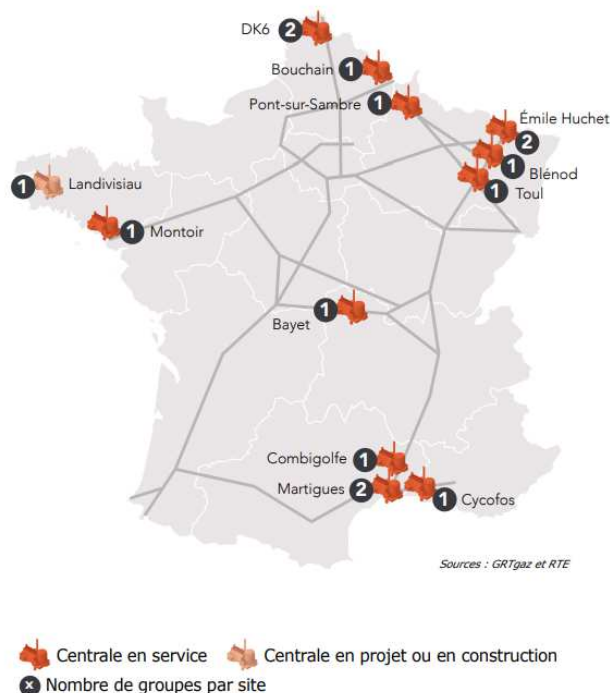 DK6 2
Bouchain 1
Pont-sur-Sambre 1
Émile Huchet
2
1 Blénod
1 Toul
1 Landivisiau
1 Montoir
1
Bayet
Combigolfe 1
Martigues 2
1 Cycofos
Sources : GRTgaz et RTE
Centrale en service Centrale en projet ou en construction
x Nombre de groupes par site